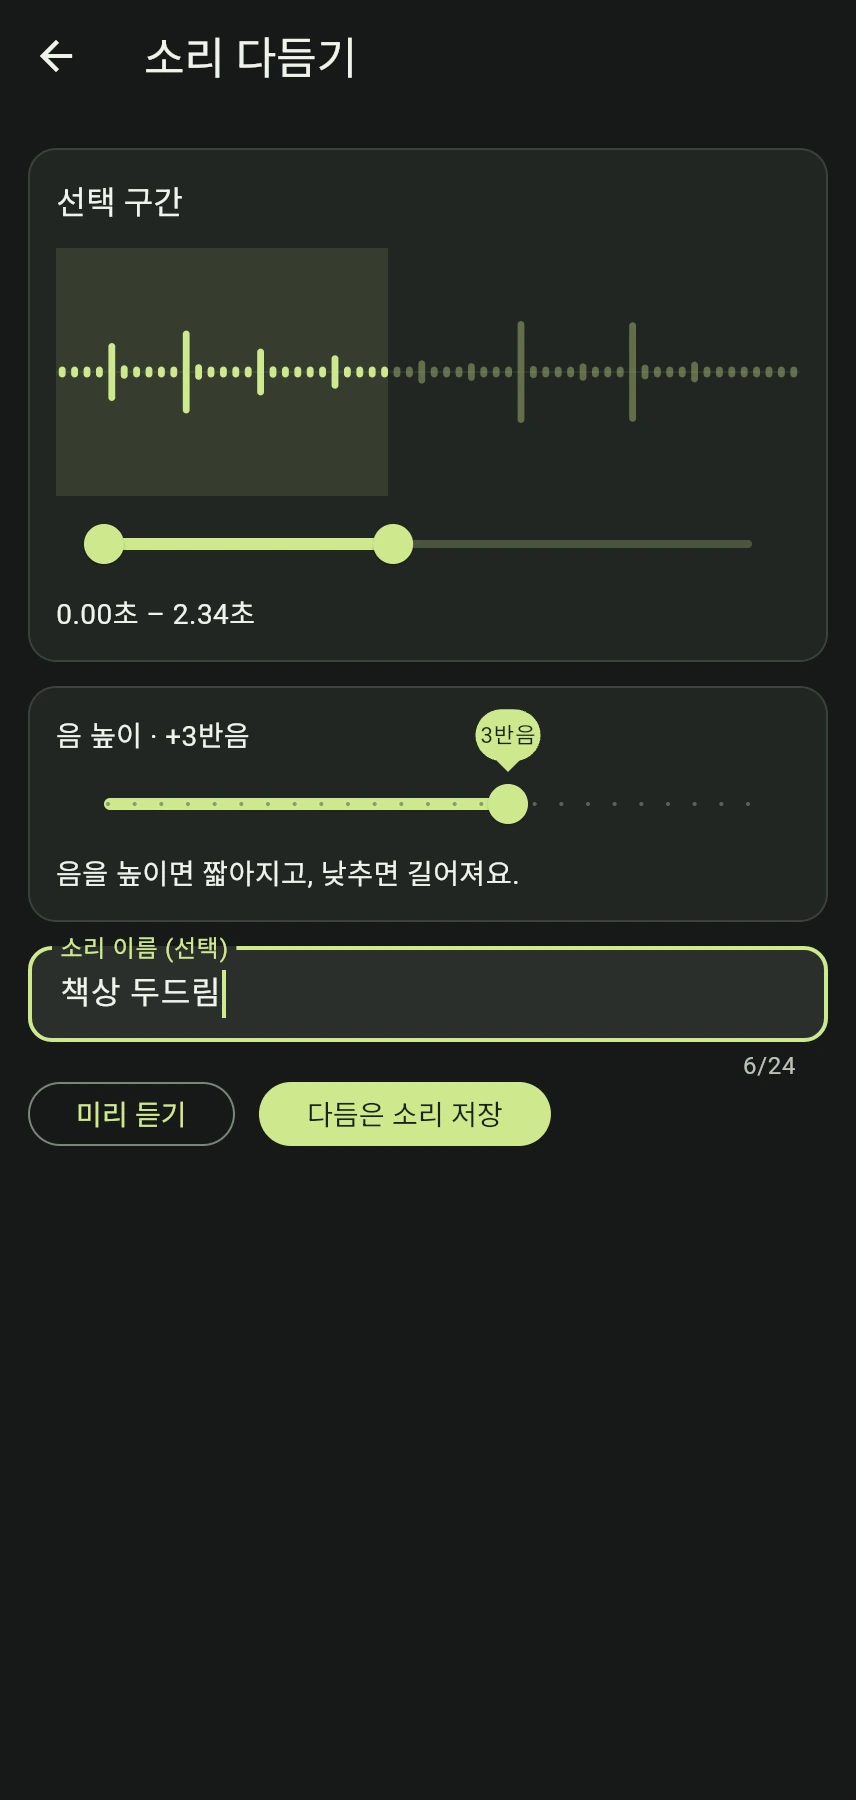 소리 다듬기
선택 구간
0.00초 – 2.34초
음 높이 · +3반음
3반음
음을 높이면 짧아지고, 낮추면 길어져요.
소리 이름 (선택)
책상 두드림
6/24
미리 듣기
다듬은 소리 저장